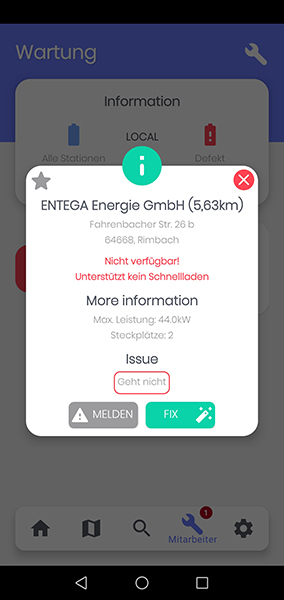 Wartung
Information
LOCAL
Alle Stationen
Defekt
ENTEGA Energie GmbH (5,63km)
Fahrenbacher Str. 26 b
64668, Rimbach
Nicht verfügbar!
Unterstützt kein Schnellladen
More information
Max. Leistung: 44.0kW
Steckplätze: 2
Issue
Geht nicht
MELDEN
FIX
1
Mitarbeiter